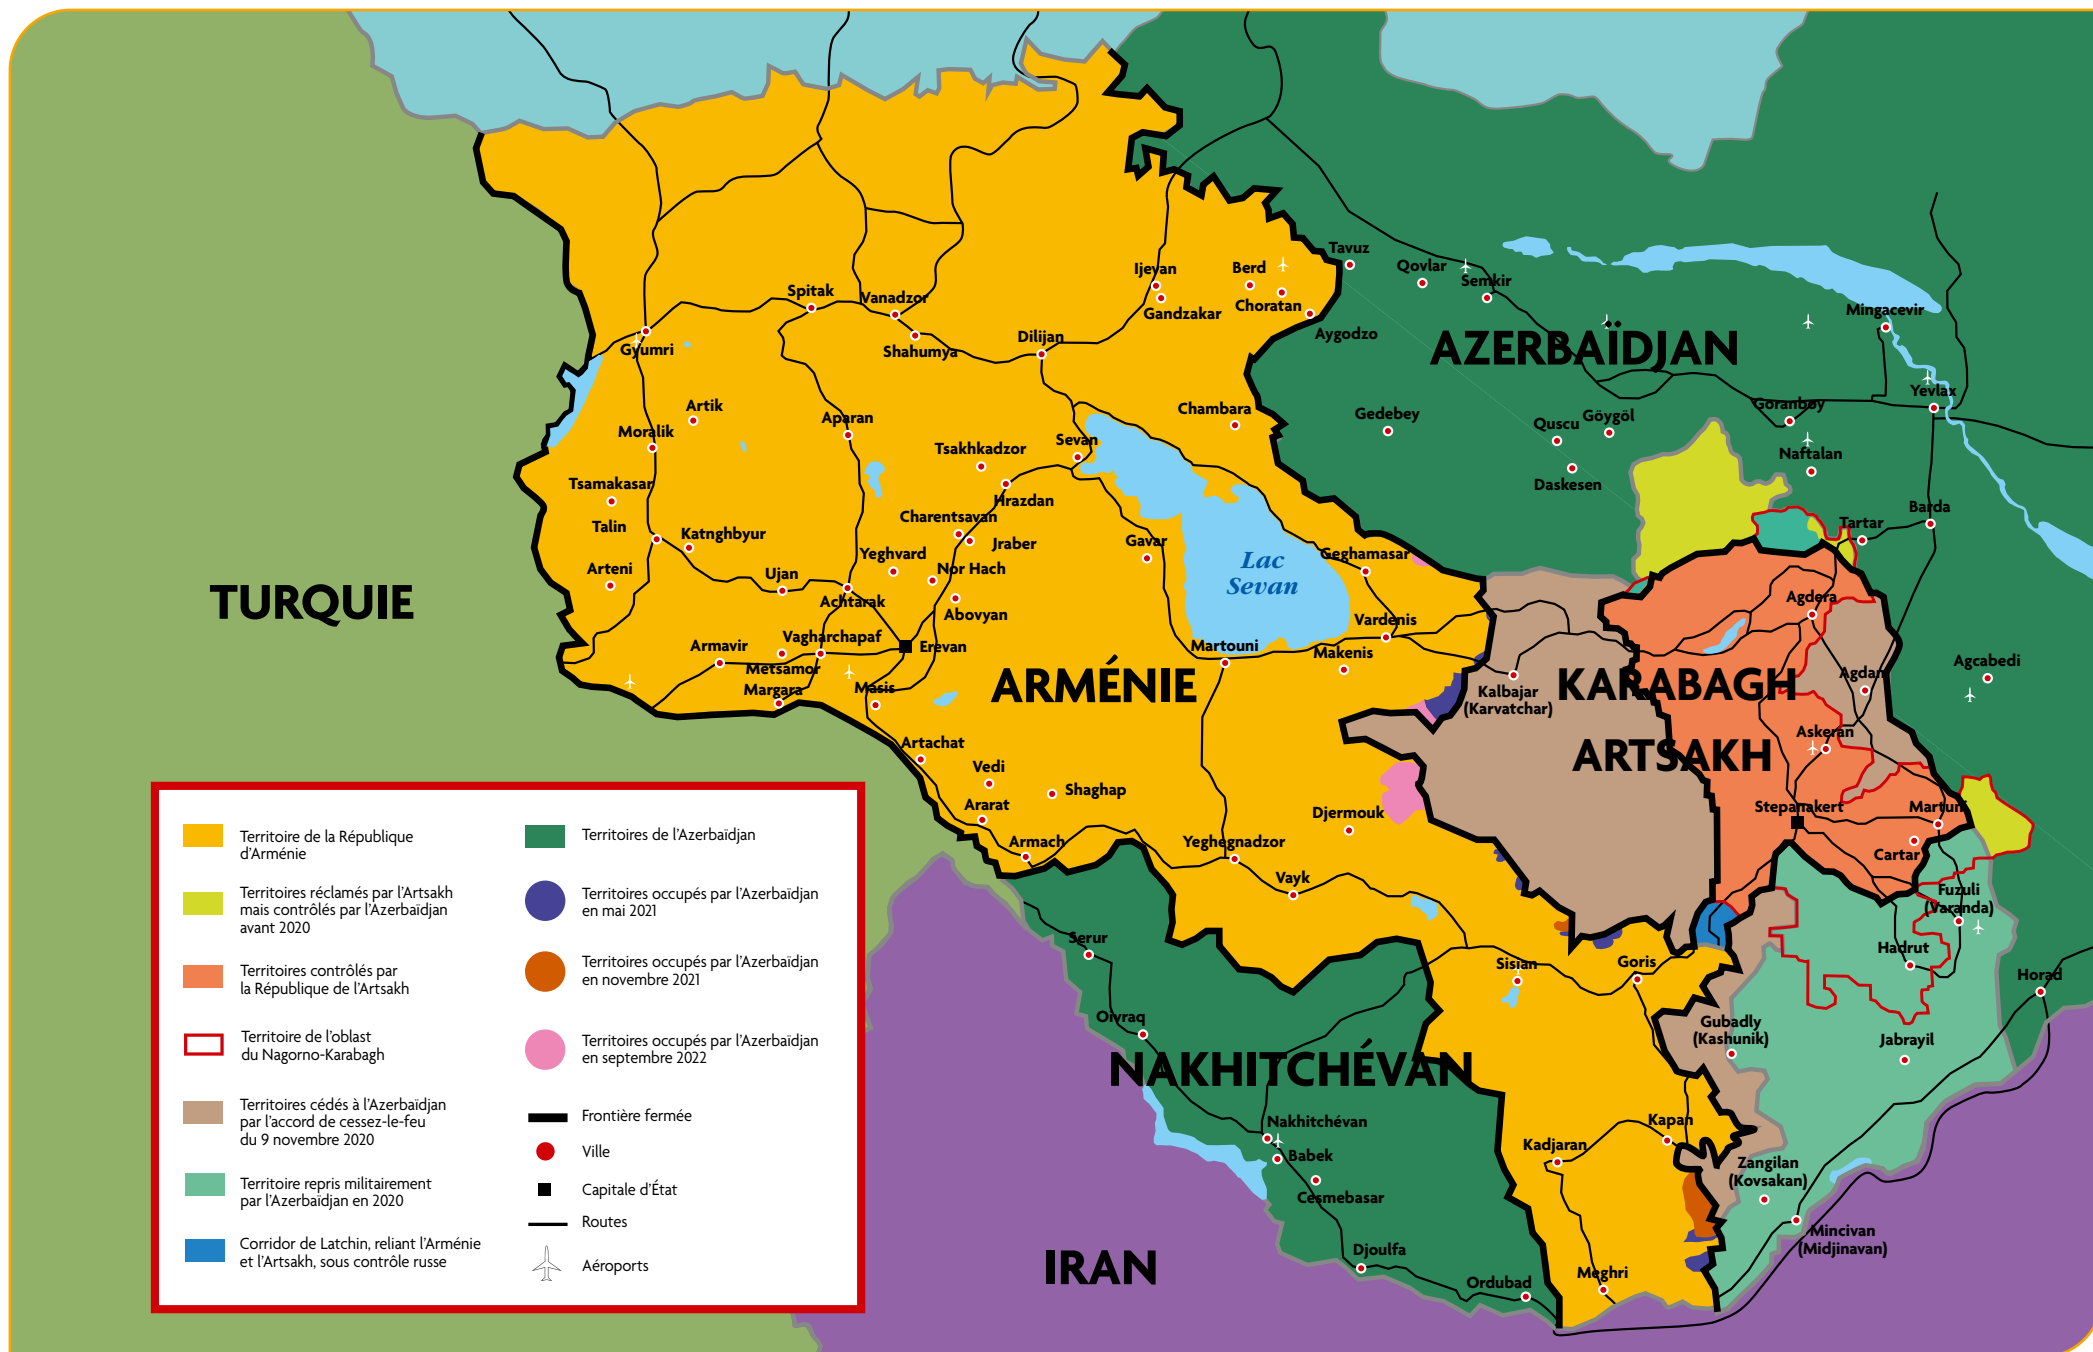 Tavuz
Qovlar
Semkir
Ijevan
Berd
Gandzakar
Choratan
Aygodzo
Mingacevir
Spitak
Vanadzor
Shahumya
Dilijan
Gyumri
AZERBAÏDJAN
Yevlax
Artik
Aparan
Chambara
Gedebey
Quscu
Göygöl
Goranboy
Moralik
Tsakhkadzor
Sevan
Naftalan
Daskesen
Tsamakasar
Hrazdan
Talin
Charentsavan
Barda
Tartar
Katnghbyur
Jraber
Gavar
Geghamasar
Yeghvard
Lac
Sevan
Arteni
Ujan
Nor Hach
TURQUIE
Achtarak
Abovyan
Agdera
Vardenis
Armavir
Vagharchapaf
Erevan
Martouni
Makenis
Metsamor
Margara
Masis
ARMÉNIE
Kalbajar
(Karvatchar)
KARABAGH
Agdam
Agcabedi
Artachat
Askeran
ARTSAKH
Vedi
Shaghap
Ararat
Djermouk
Stepanakert
Martuni
Armach
Yeghegnadzor
Cartar
Vayk
Fuzuli
(Varanda)
Serur
Hadrut
Sisian
Goris
Horad
Oivraq
Gubadly
(Kashunik)
Jabrayil
NAKHITCHÉVAN
Nakhitchévan
Kapan
Kadjaran
Babek
Zangilan
(Kovsakan)
Cesmebasar
Mincivan
(Midjinavan)
Djoulfa
IRAN
Ordubad
Meghri
Territoire de la République
d'Arménie
Territoires réclamés par l'Artsakh
mais contrôlés par l'Azerbaïdjan
avant 2020
Territoires contrôlés par
la République de l'Artsakh
Territoire de l'oblast
du Nagorno-Karabagh
Territoires cédés à l'Azerbaïdjan
par l'accord de cessez-le-feu
du 9 novembre 2020
Territoire repris militairement
par l'Azerbaïdjan en 2020
Corridor de Latchin, reliant l'Arménie
et l'Artsakh, sous contrôle russe
Territoires de l'Azerbaïdjan
Territoires occupés par l'Azerbaïdjan
en mai 2021
Territoires occupés par l'Azerbaïdjan
en novembre 2021
Territoires occupés par l'Azerbaïdjan
en septembre 2022
Frontière fermée
Ville
Capitale d'État
Routes
Aéroports